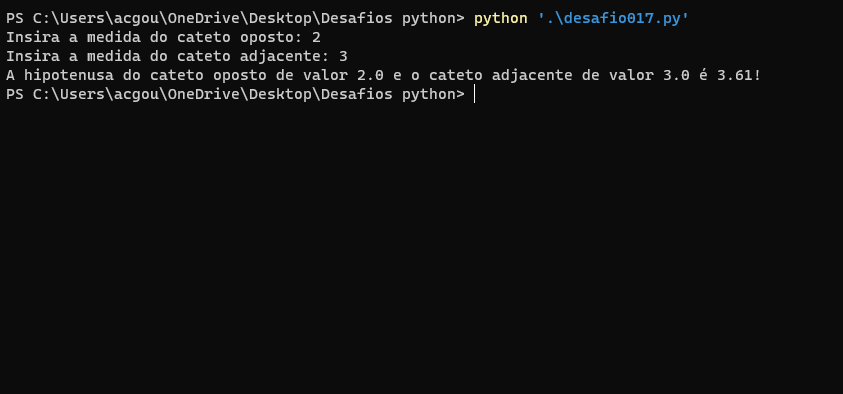 PS C:\Users\acgou\OneDrive\Desktop\Desafios python> python '.\desafio017.py'
Insira a medida do cateto oposto: 2
Insira a medida do cateto adjacente: 3
A hipotenusa do cateto oposto de valor 2.0 e o cateto adjacente de valor 3.0 é 3.61!
PS C:\Users\acgou\OneDrive\Desktop\Desafios python>